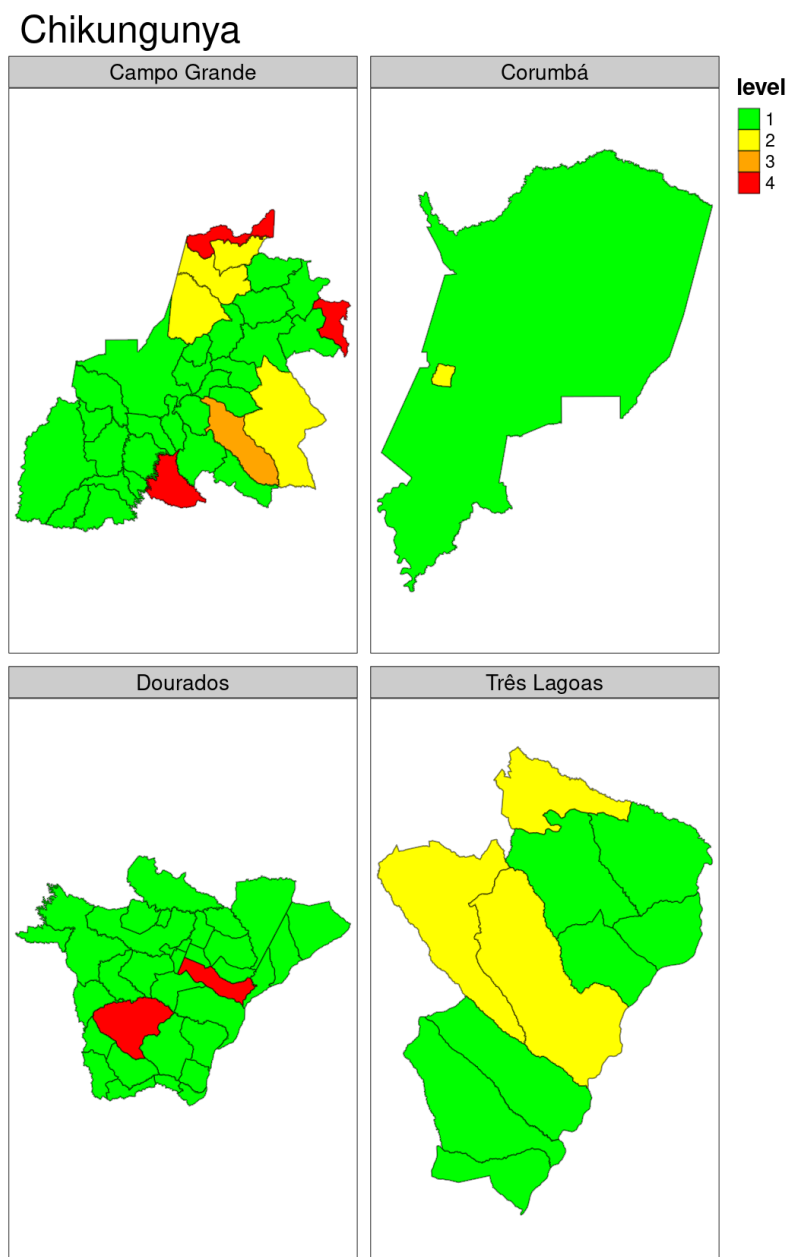 Chikungunya
Campo Grande
Corumbá
level
1
2
3
4
Dourados
Três Lagoas